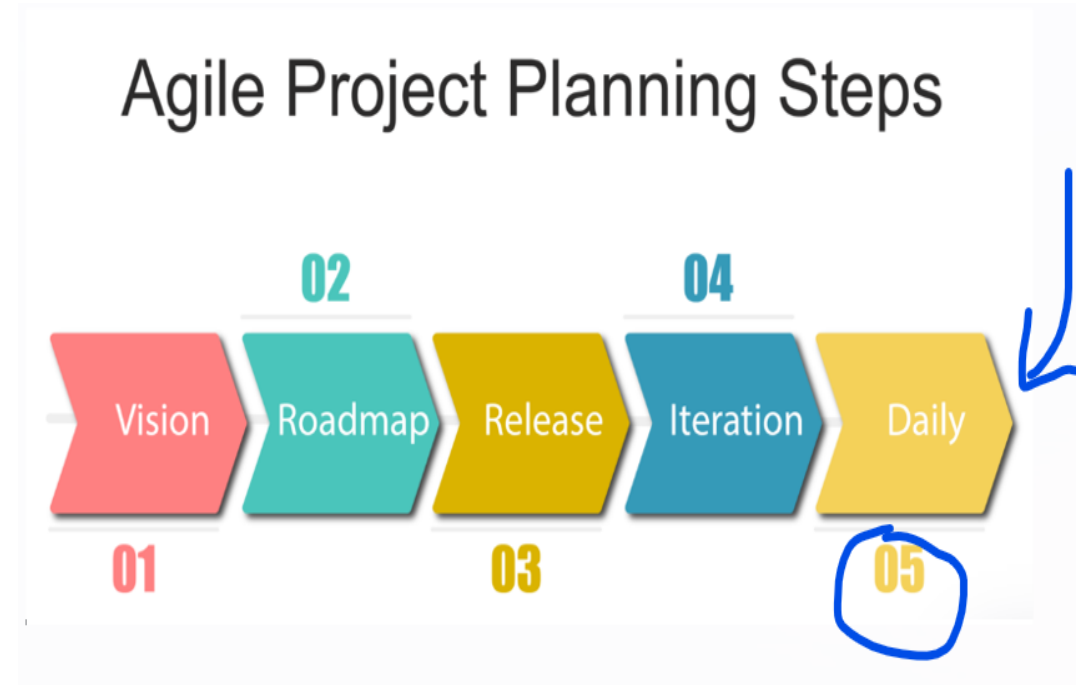 Agile Project Planning Steps
02 04
Vision Roadmap Release Iteration Daily
01 03 05